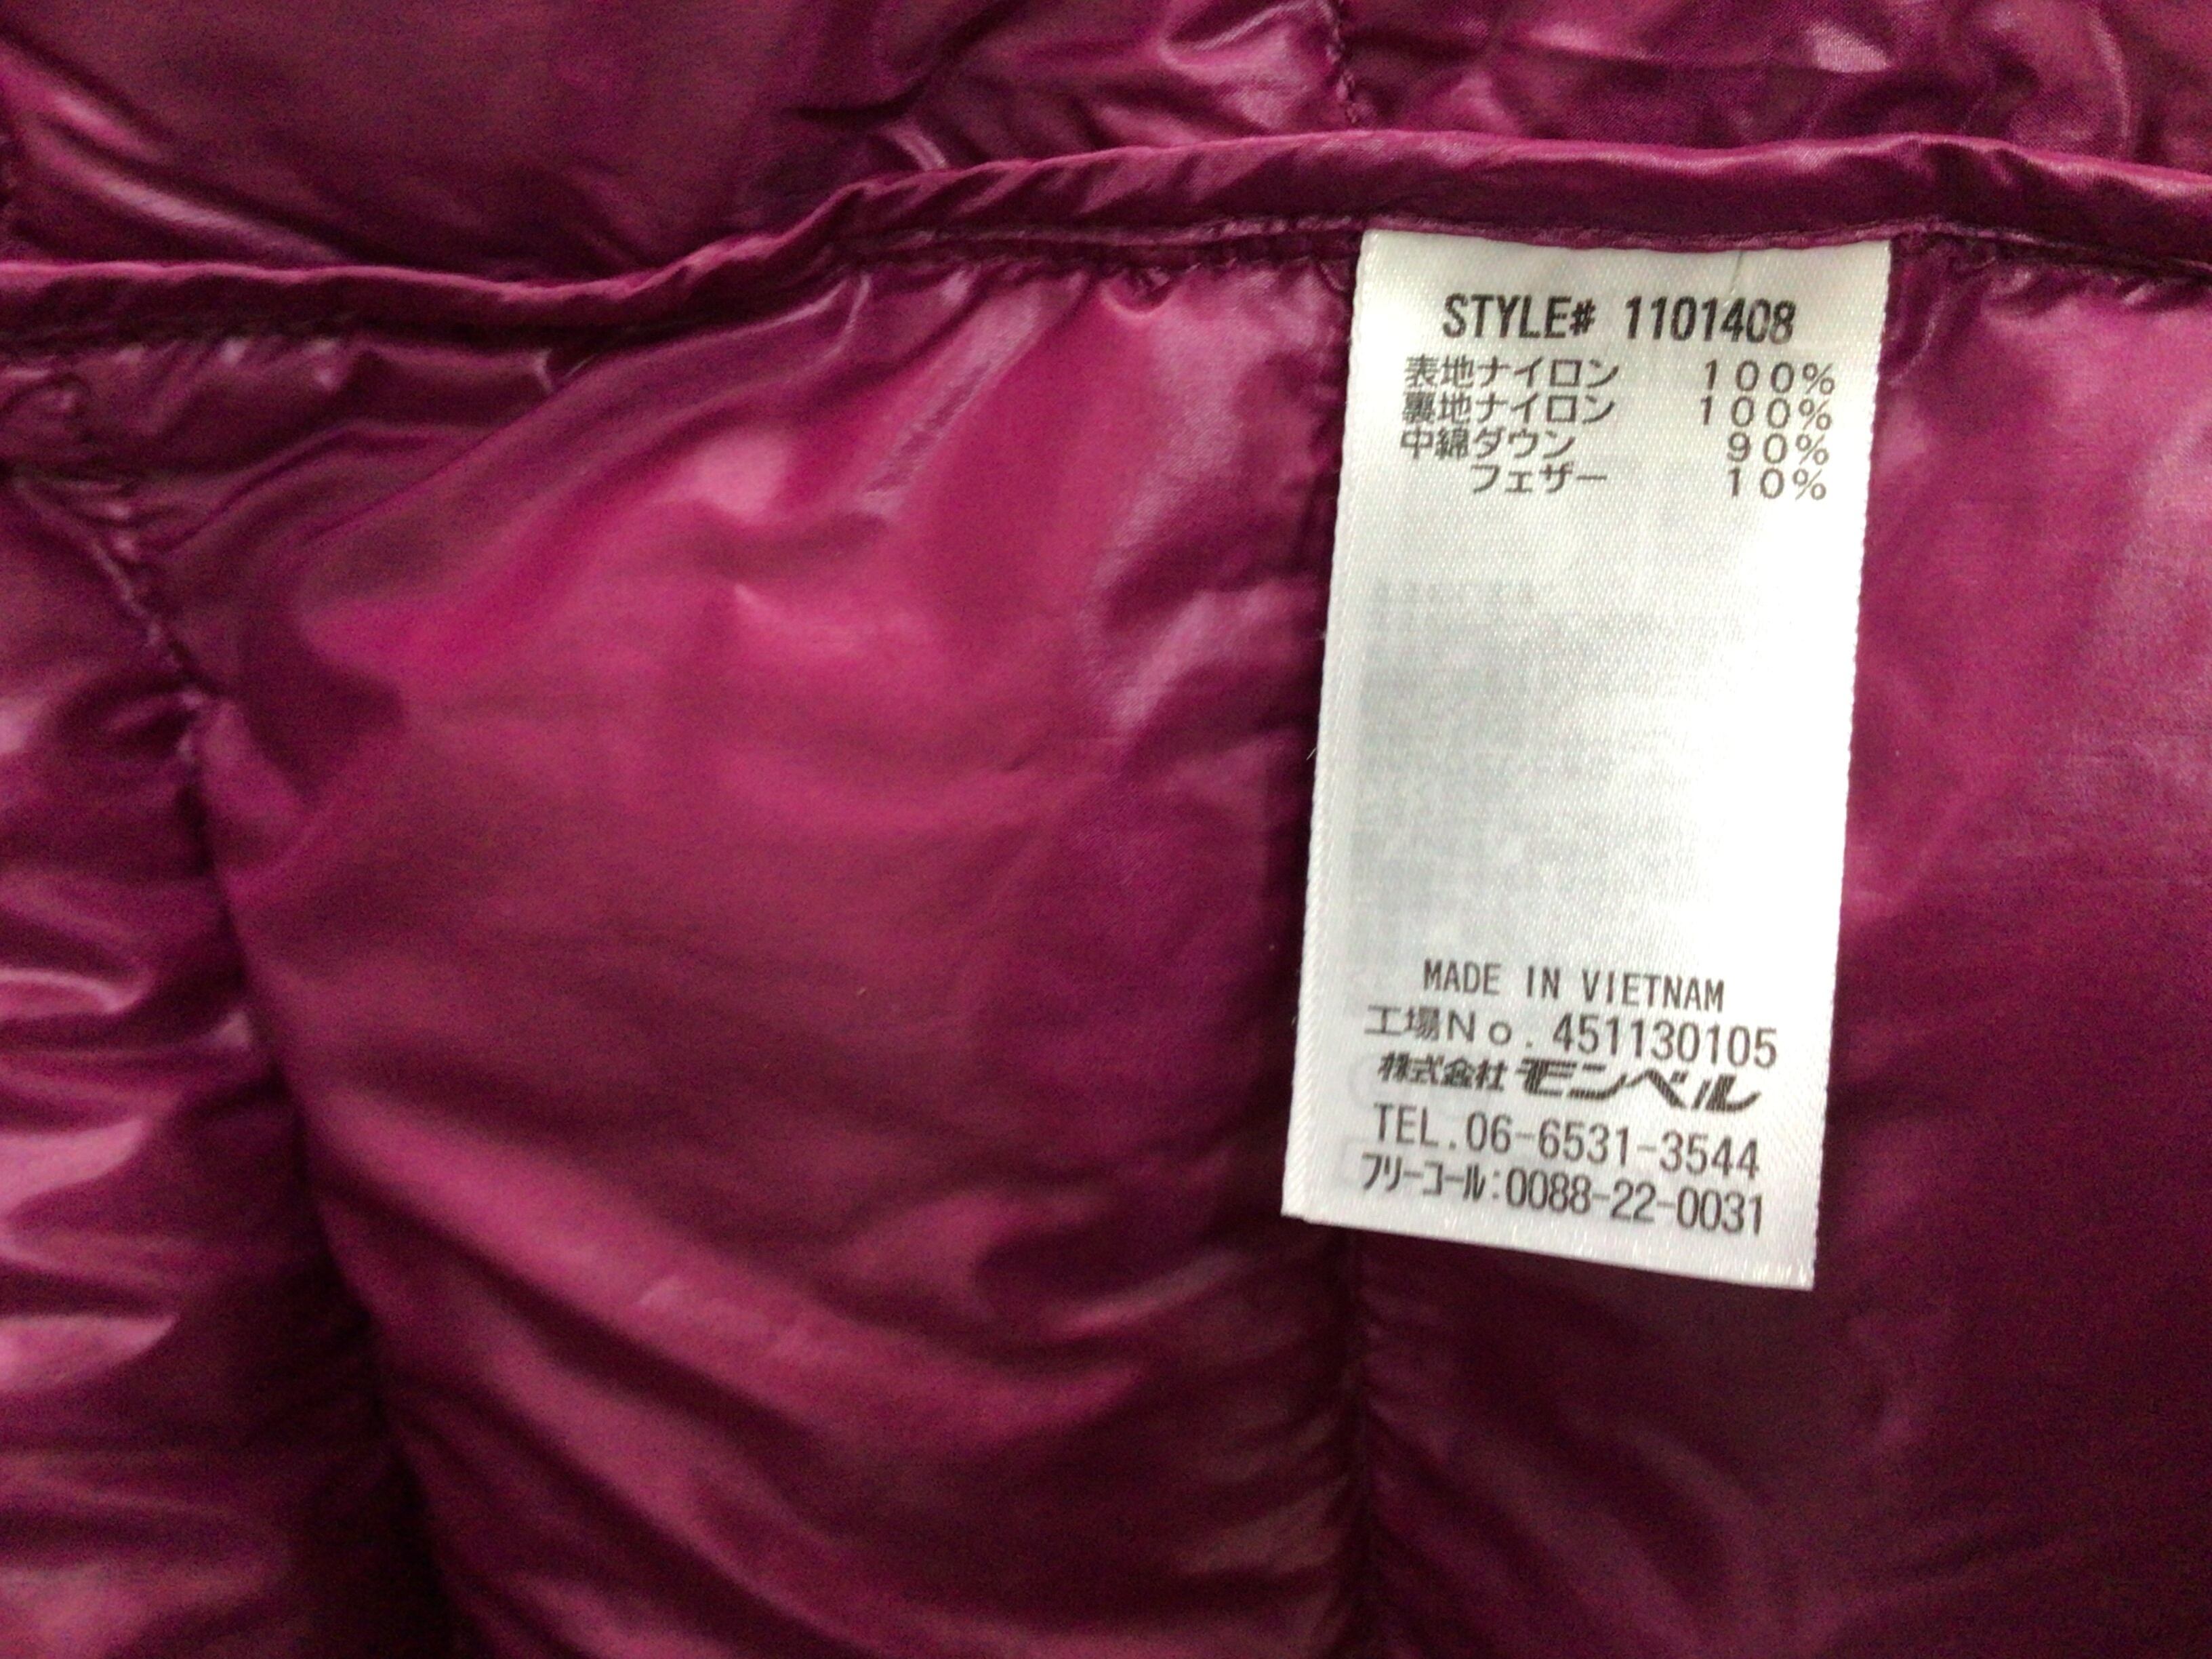 STYLE# 1101408
表地ナイロン 100%
裏地ナイロン 100%
中綿ダウン 90%
フェザー 10%
MADE IN VIETNAM
工場No. 451130105
株式会社モンベル
TEL.06-6531-3544
フリーコール:0088-22-0031